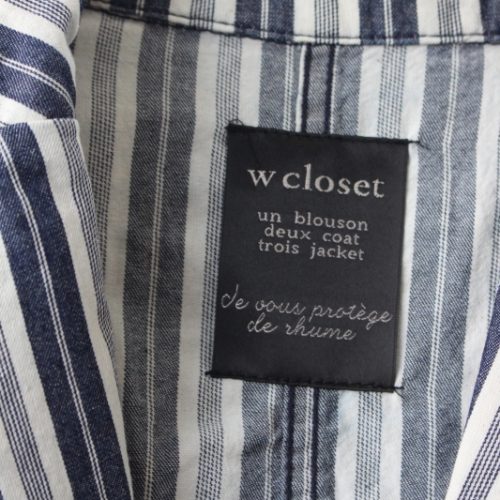 w closet
un blouson
deux coat
trois jacket
Je vous protège
de rhume